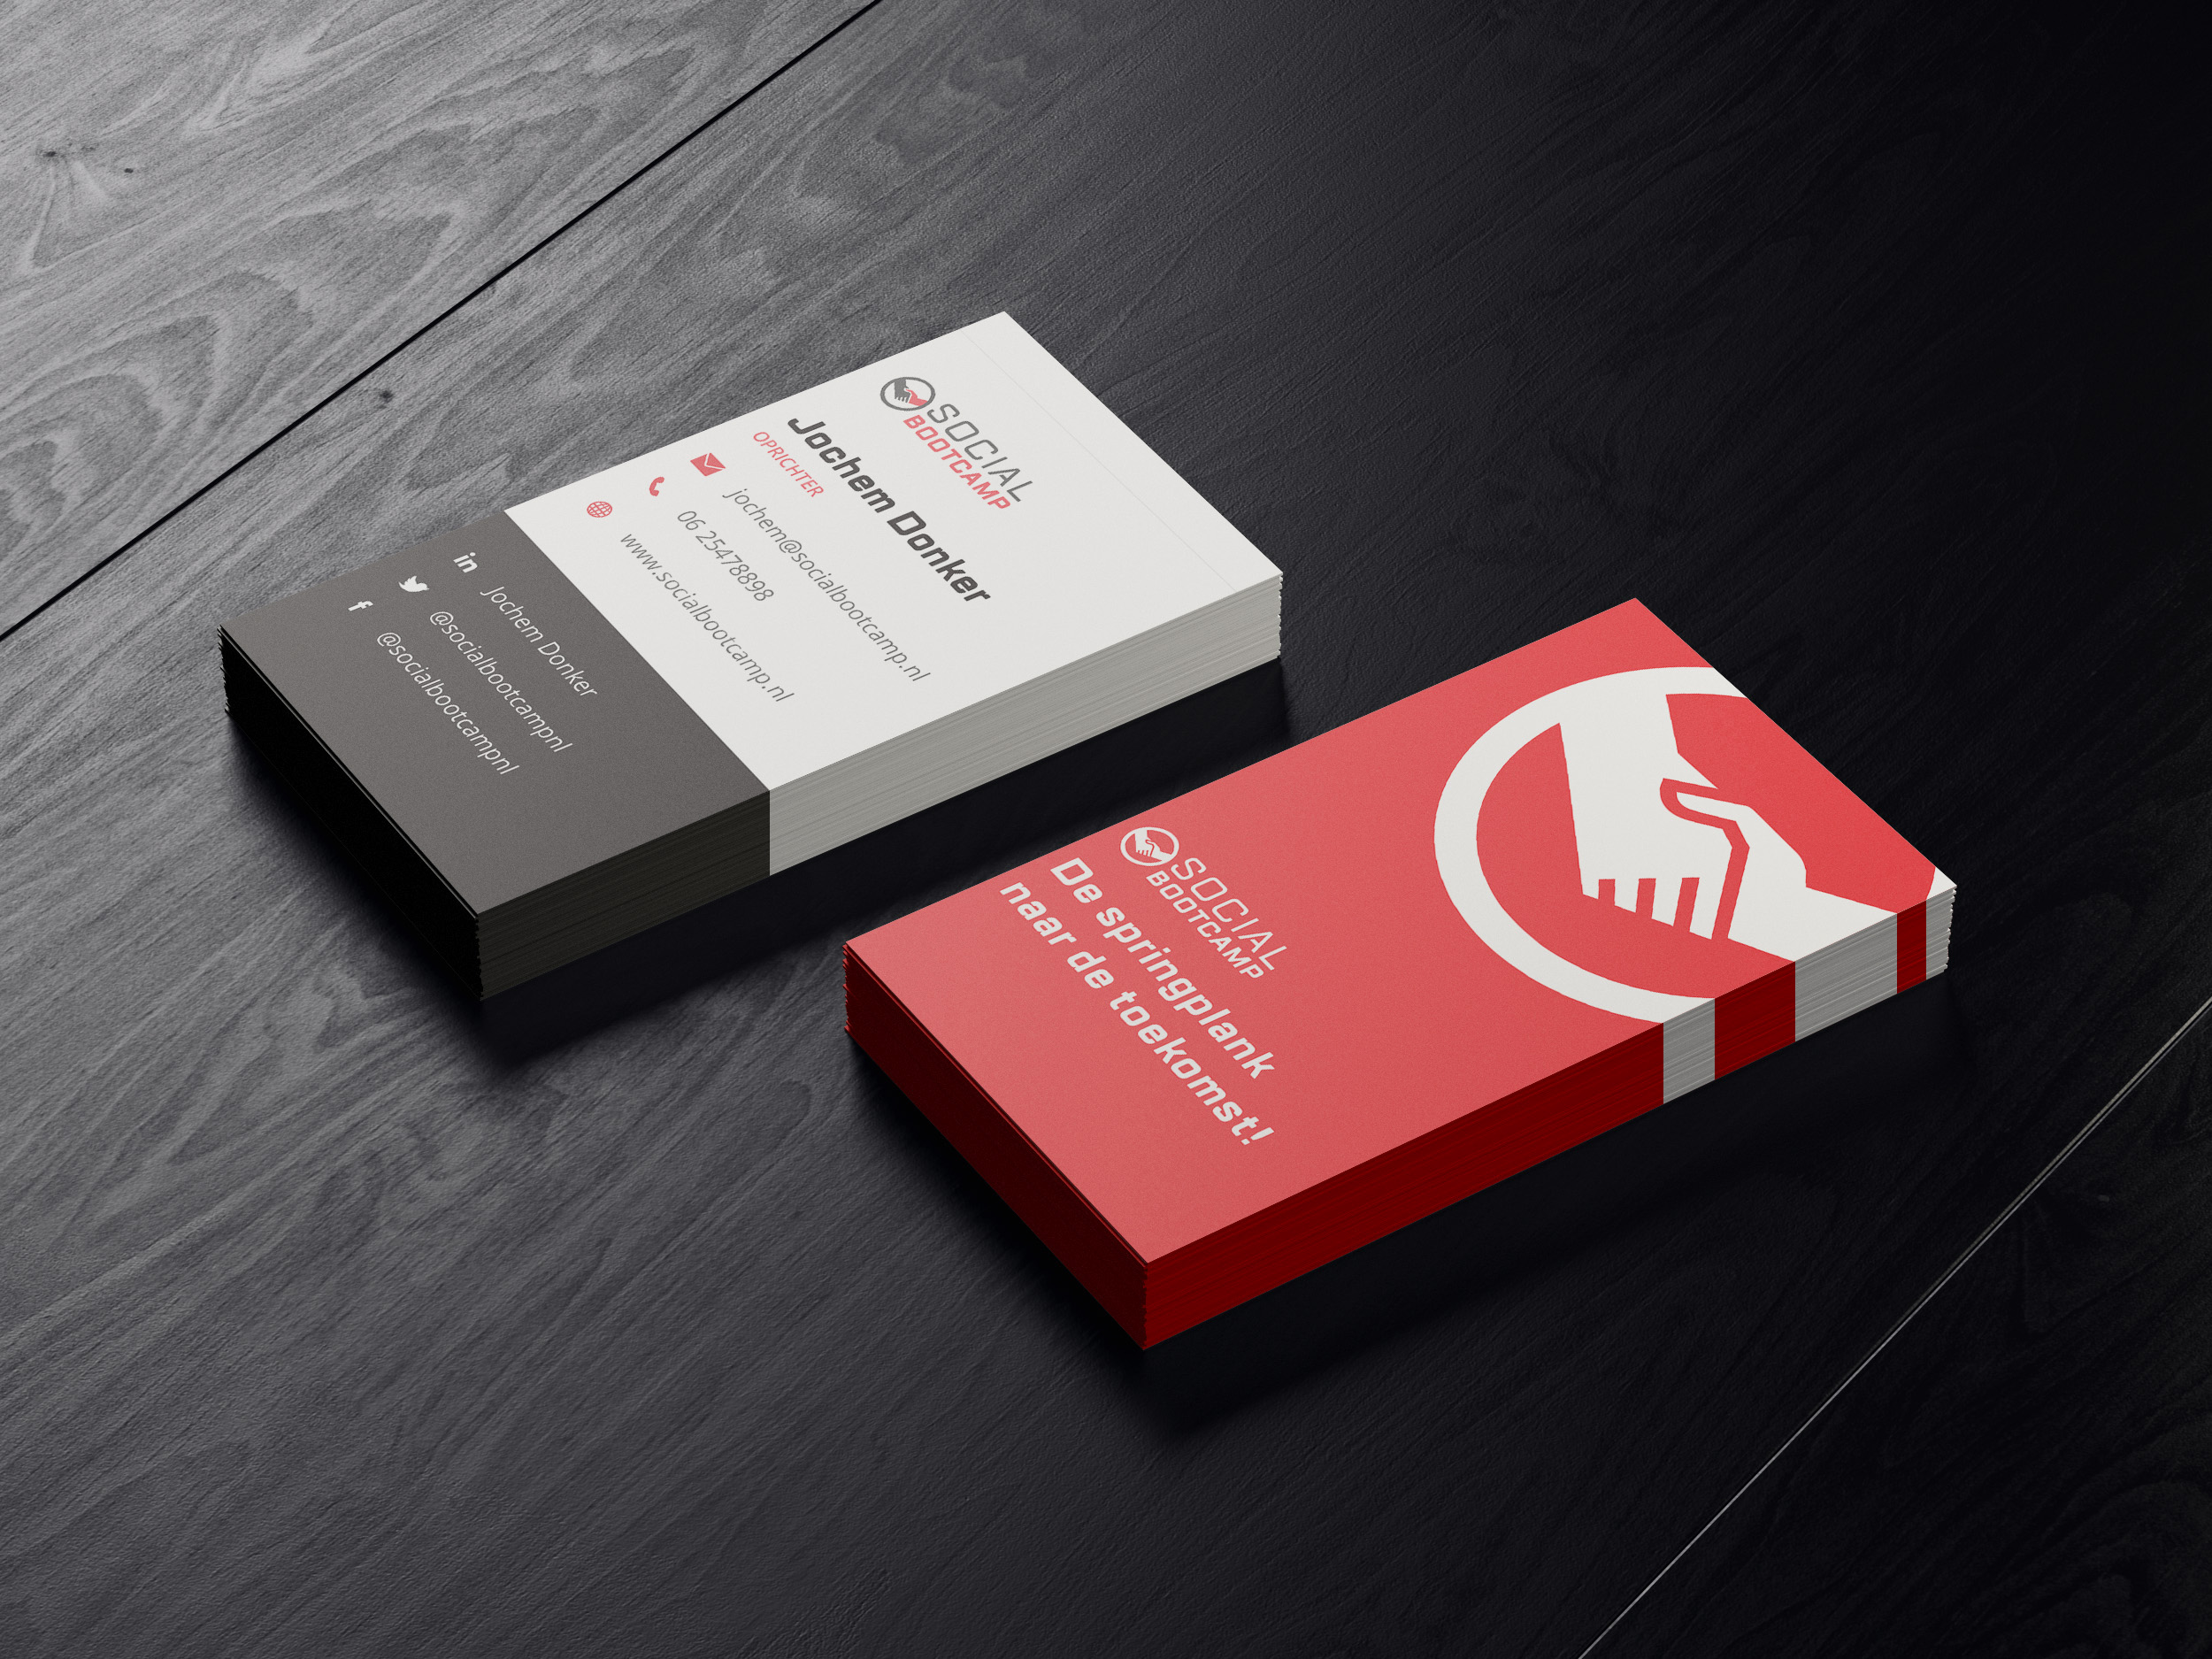 SOCIAL
BOOTCAMP
Jochem Donker
OPRICHTER
jochem@socialbootcamp.nl
06 25478898
www.socialbootcamp.nl
in Jochem Donker
@socialbootcampnl
f @socialbootcampnl
SOCIAL
BOOTCAMP
De springplank
naar de toekomst!